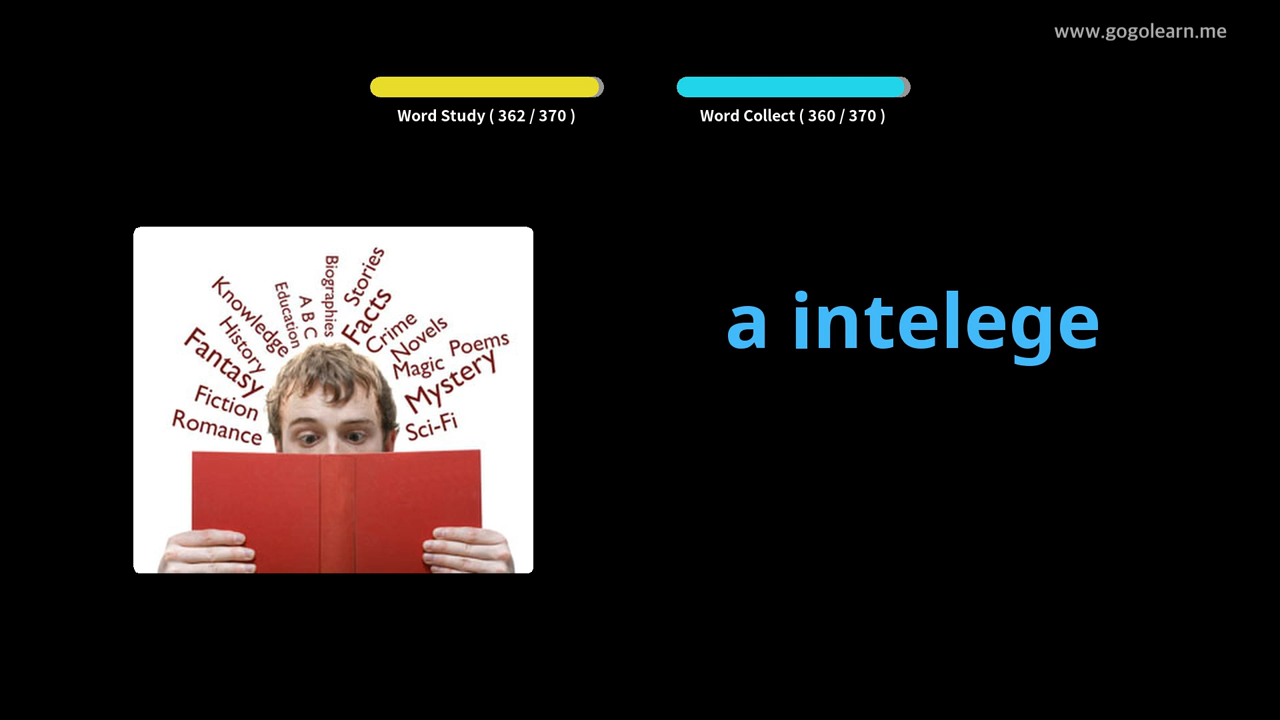 www.gogolearn.me
Word Study ( 362 / 370 )
Word Collect ( 360 / 370 )
a intelege
Biographies
Stories
Education
A B C
Facts
Knowledge
Crime
History
Novels
Fantasy
Magic
Poems
Mystery
Fiction
Romance
Sci-Fi